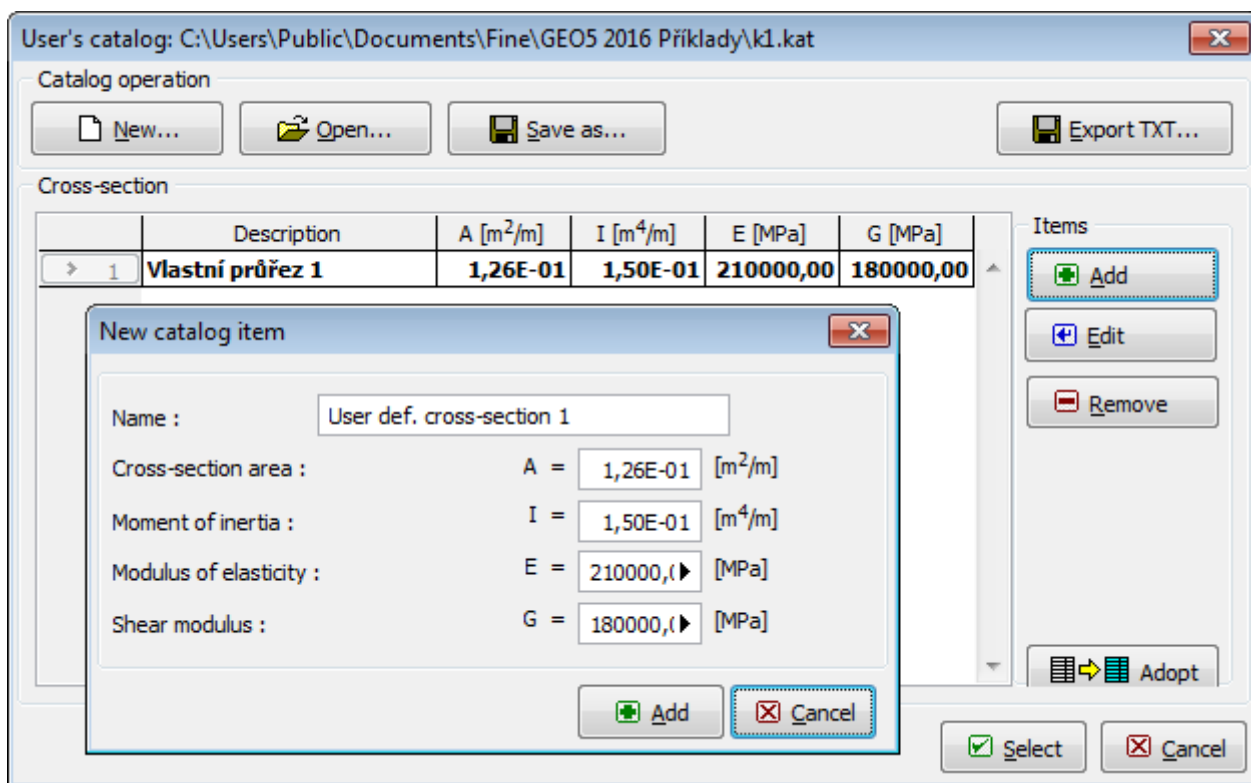 User's catalog: C:\Users\Public\Documents\Fine\GEO5 2016 Příklady\k1.kat
Catalog operation
New... Open... Save as... Export TXT...
Cross-section
Description A [m²/m] I [m⁴/m] E [MPa] G [MPa]
1 Vlastní průřez 1 1,26E-01 1,50E-01 210000,00 180000,00
Items
Add
Edit
Remove
Adopt
New catalog item
Name : User def. cross-section 1
Cross-section area : A = 1,26E-01 [m²/m]
Moment of inertia : I = 1,50E-01 [m⁴/m]
Modulus of elasticity : E = 210000,( [MPa]
Shear modulus : G = 180000,( [MPa]
Add Cancel
Select Cancel